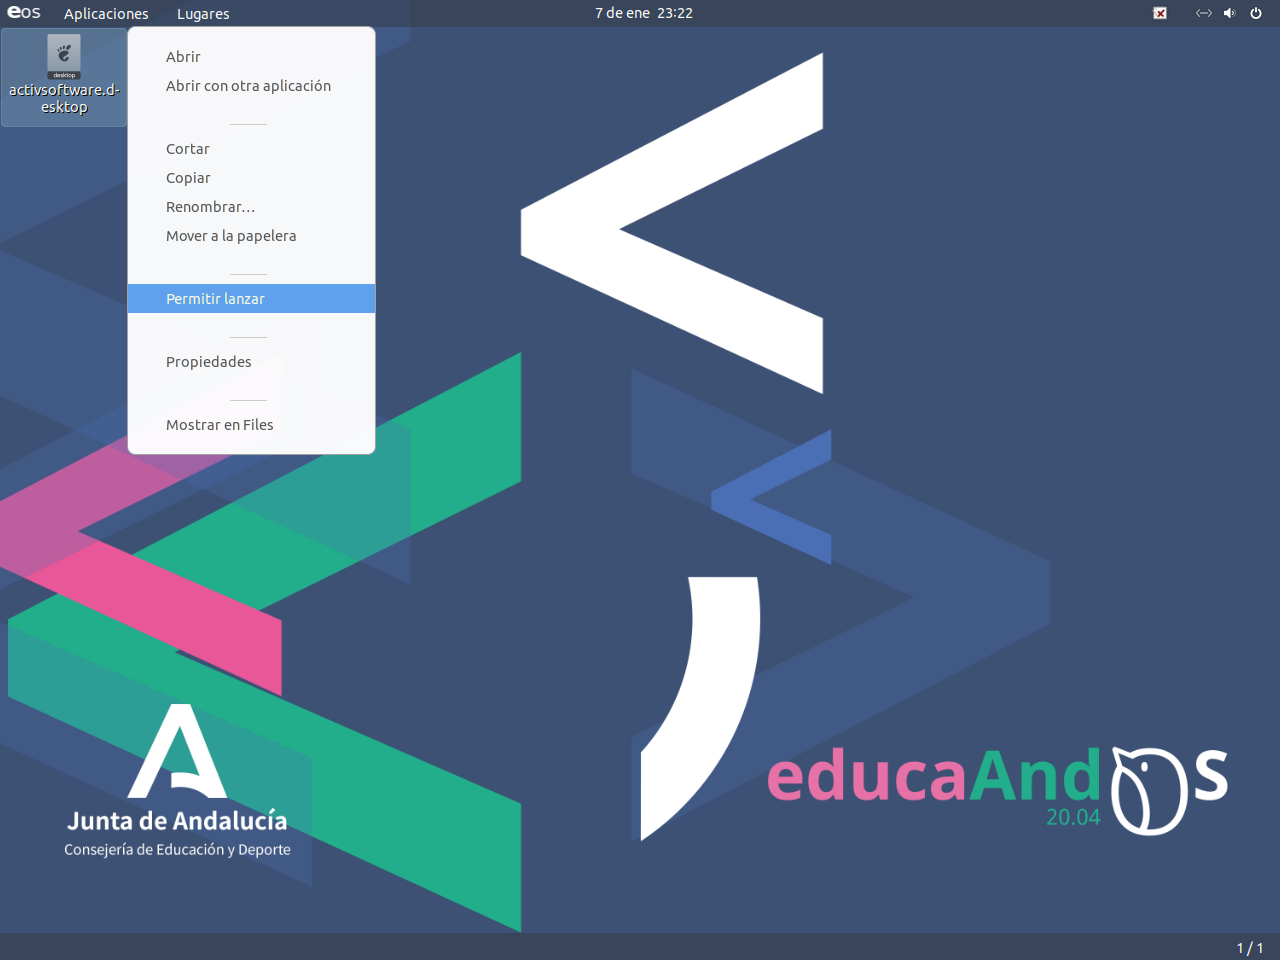 eos Aplicaciones Lugares 7 de ene 23:22
desktop
activsoftware.d-
esktop
Abrir
Abrir con otra aplicación
Cortar
Copiar
Renombrar...
Mover a la papelera
Permitir lanzar
Propiedades
Mostrar en Files
Junta de Andalucía
Consejería de Educación y Deporte
educaAndOS
20.04
1 / 1